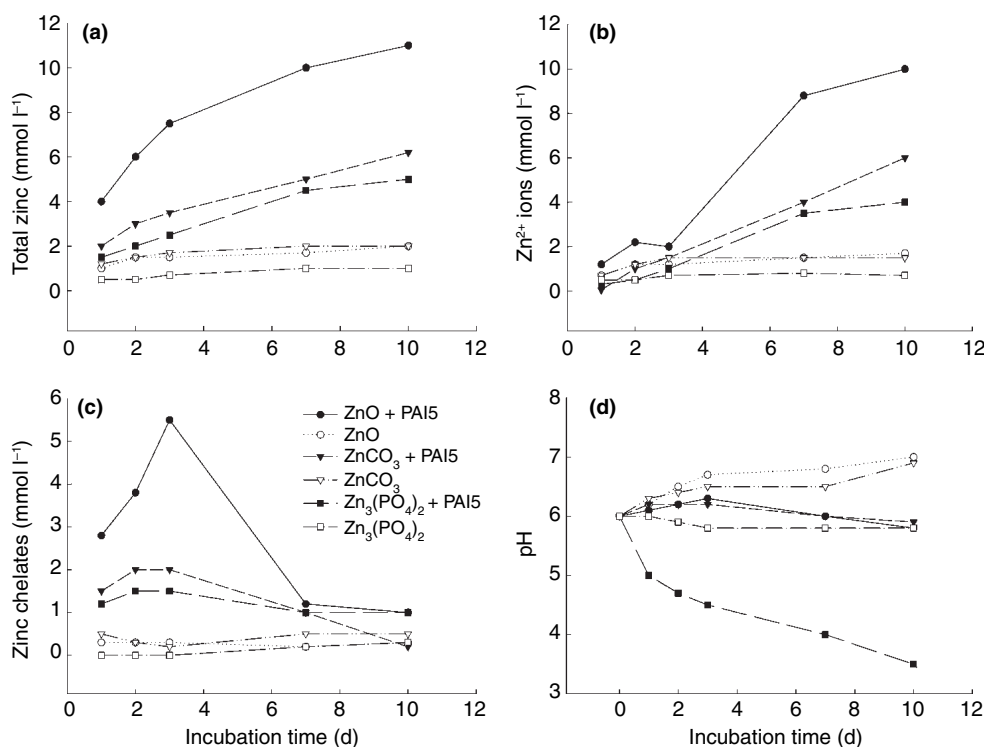 (a)
Total zinc (mmol l⁻¹)
12
10
8
6
4
2
0
0 2 4 6 8 10 12
(b)
Zn²⁺ ions (mmol l⁻¹)
12
10
8
6
4
2
0
0 2 4 6 8 10 12
(c)
Zinc chelates (mmol l⁻¹)
6
5
4
3
2
1
0
ZnO + PAI5
ZnO
ZnCO₃ + PAI5
ZnCO₃
Zn₃(PO₄)₂ + PAI5
Zn₃(PO₄)₂
0 2 4 6 8 10 12
Incubation time (d)
(d)
pH
8
7
6
5
4
3
0 2 4 6 8 10 12
Incubation time (d)